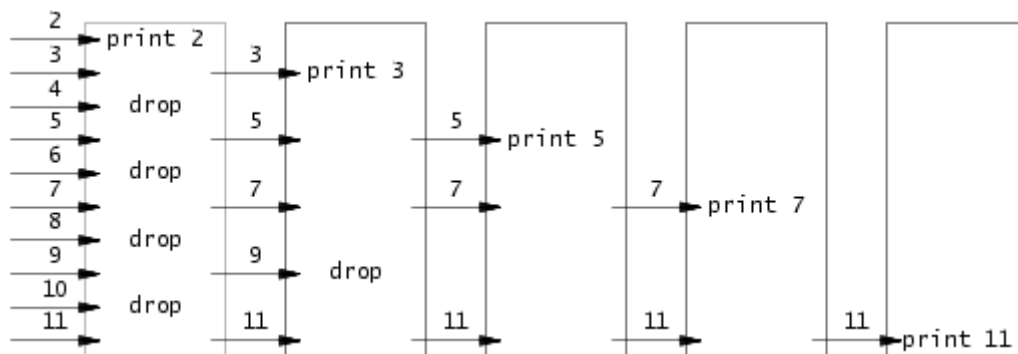 2 print 2
3 3 print 3
4 drop
5 5 5 print 5
6 drop
7 7 7 7 print 7
8 drop
9 9 drop
10 drop
11 11 11 11 11 print 11